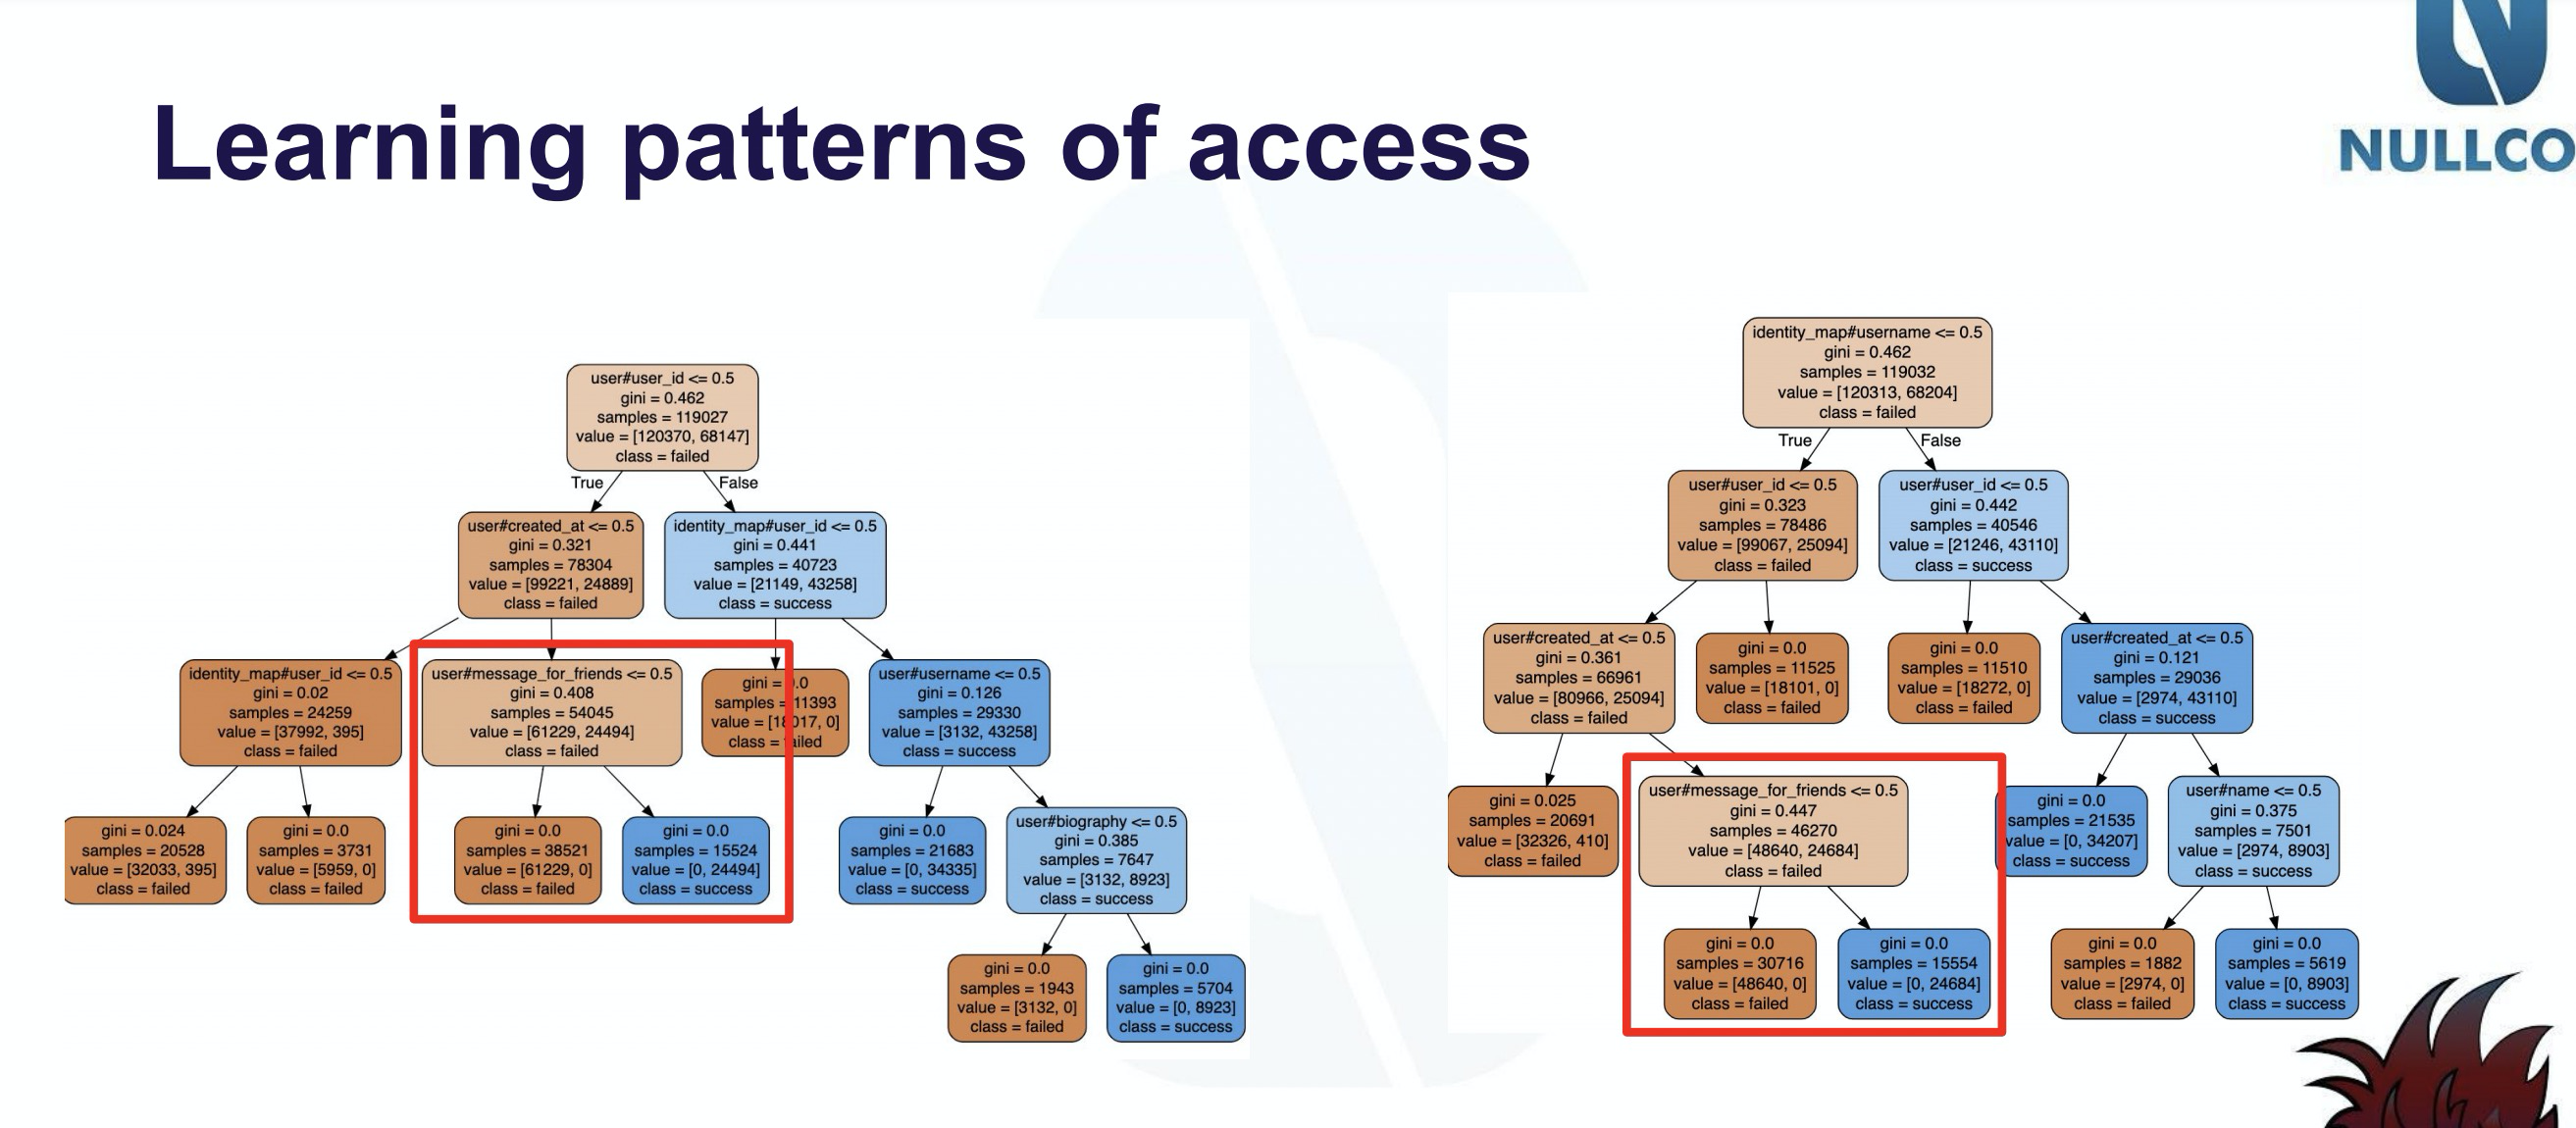 NULLCO
Learning patterns of access
user#user_id <= 0.5
gini = 0.462
samples = 119027
value = [120370, 68147]
class = failed
True
False
user#created_at <= 0.5
gini = 0.321
samples = 78304
value = [99221, 24889]
class = failed
identity_map#user_id <= 0.5
gini = 0.441
samples = 40723
value = [21149, 43258]
class = success
identity_map#user_id <= 0.5
gini = 0.02
samples = 24259
value = [37992, 395]
class = failed
user#message_for_friends <= 0.5
gini = 0.408
samples = 54045
value = [61229, 24494]
class = failed
gini = 0.0
samples = 11393
value = [18017, 0]
class = failed
user#username <= 0.5
gini = 0.126
samples = 29330
value = [3132, 43258]
class = success
gini = 0.024
samples = 20528
value = [32033, 395]
class = failed
gini = 0.0
samples = 3731
value = [5959, 0]
class = failed
gini = 0.0
samples = 38521
value = [61229, 0]
class = failed
gini = 0.0
samples = 15524
value = [0, 24494]
class = success
gini = 0.0
samples = 21683
value = [0, 34335]
class = success
user#biography <= 0.5
gini = 0.385
samples = 7647
value = [3132, 8923]
class = success
gini = 0.0
samples = 1943
value = [3132, 0]
class = failed
gini = 0.0
samples = 5704
value = [0, 8923]
class = success
identity_map#username <= 0.5
gini = 0.462
samples = 119032
value = [120313, 68204]
class = failed
True
False
user#user_id <= 0.5
gini = 0.323
samples = 78486
value = [99067, 25094]
class = failed
user#user_id <= 0.5
gini = 0.442
samples = 40546
value = [21246, 43110]
class = success
user#created_at <= 0.5
gini = 0.361
samples = 66961
value = [80966, 25094]
class = failed
gini = 0.0
samples = 11525
value = [18101, 0]
class = failed
gini = 0.0
samples = 11510
value = [18272, 0]
class = failed
user#created_at <= 0.5
gini = 0.121
samples = 29036
value = [2974, 43110]
class = success
gini = 0.025
samples = 20691
value = [32326, 410]
class = failed
user#message_for_friends <= 0.5
gini = 0.447
samples = 46270
value = [48640, 24684]
class = failed
gini = 0.0
samples = 21535
value = [0, 34207]
class = success
user#name <= 0.5
gini = 0.375
samples = 7501
value = [2974, 8903]
class = success
gini = 0.0
samples = 30716
value = [48640, 0]
class = failed
gini = 0.0
samples = 15554
value = [0, 24684]
class = success
gini = 0.0
samples = 1882
value = [2974, 0]
class = failed
gini = 0.0
samples = 5619
value = [0, 8903]
class = success